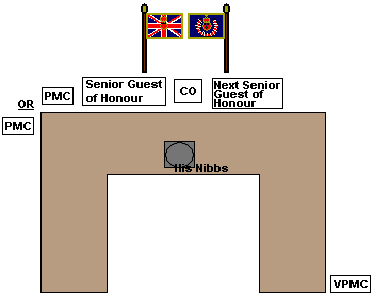 Senior Guest
of Honour
CO
Next Senior
Guest of
Honour
PMC
OR
PMC
His Nibbs
VPMC